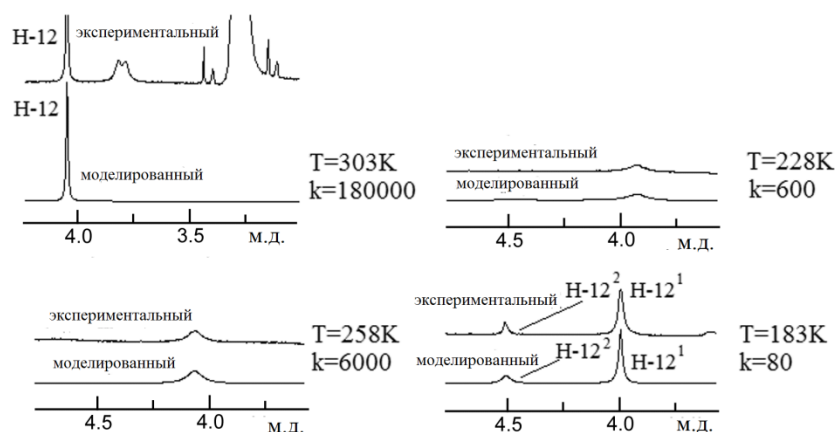 H-12
экспериментальный
H-12
моделированный
T=303K
k=180000
4.0 3.5 м.д.
экспериментальный
моделированный
T=228K
k=600
4.5 4.0 м.д.
экспериментальный
моделированный
T=258K
k=6000
4.5 4.0 м.д.
экспериментальный
H-12² H-12¹
моделированный
H-12² H-12¹
T=183K
k=80
4.5 4.0 м.д.